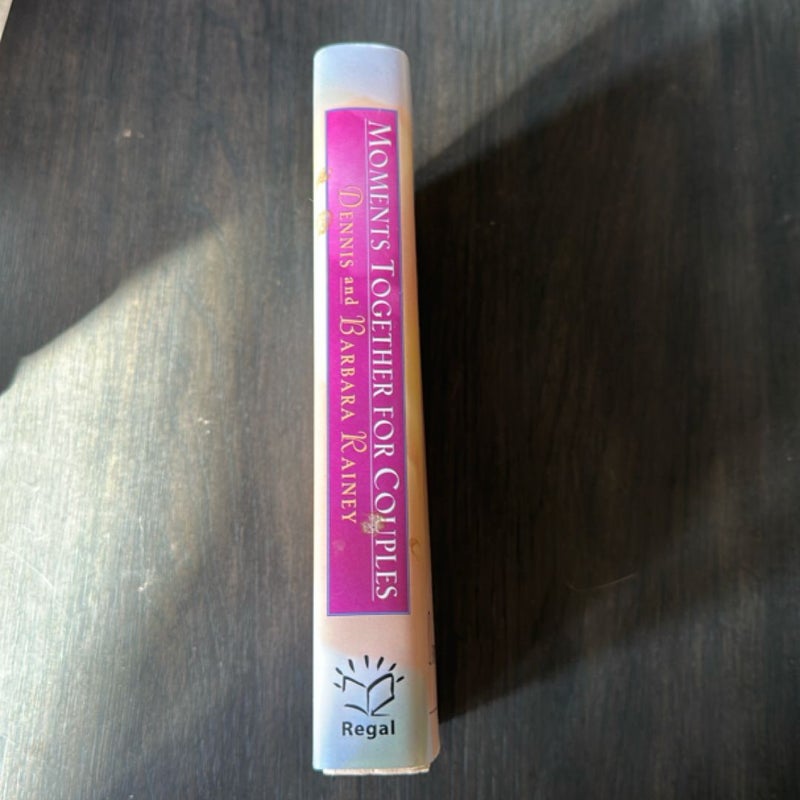 MOMENTS TOGETHER FOR COUPLES
DENNIS and BARBARA RAINEY
Regal